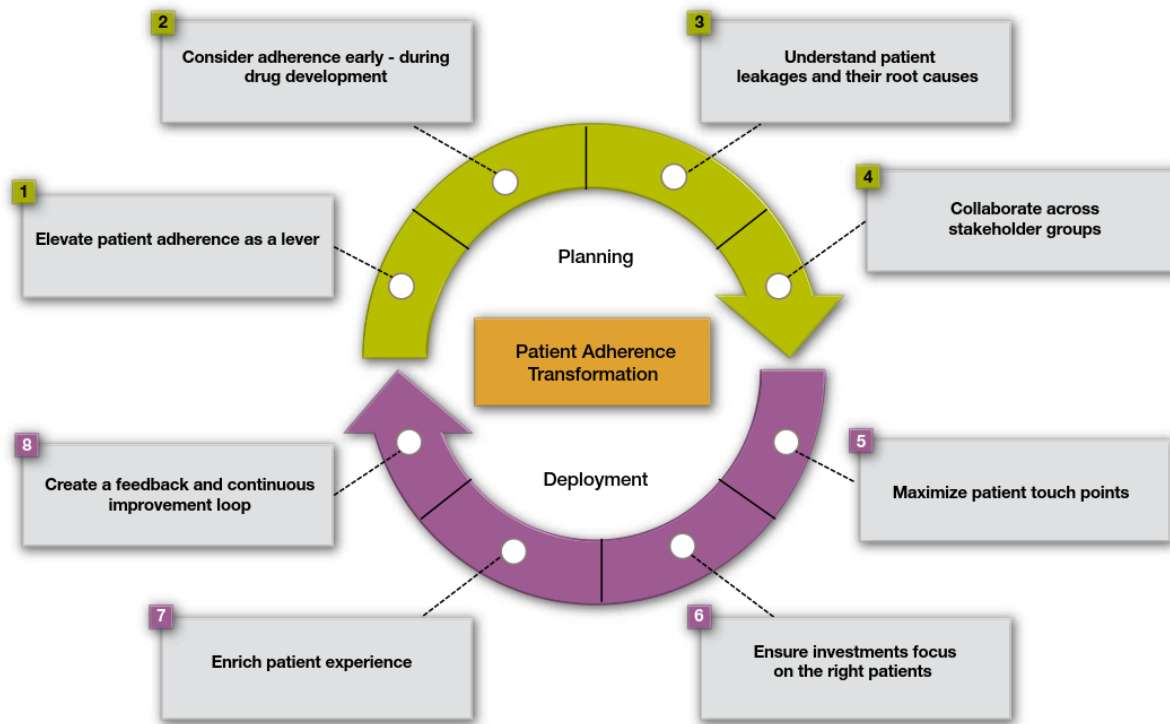 2
Consider adherence early - during
drug development
3
Understand patient
leakages and their root causes
1
Elevate patient adherence as a lever
4
Collaborate across
stakeholder groups
Planning
Patient Adherence
Transformation
Deployment
8
Create a feedback and continuous
improvement loop
5
Maximize patient touch points
7
Enrich patient experience
6
Ensure investments focus
on the right patients